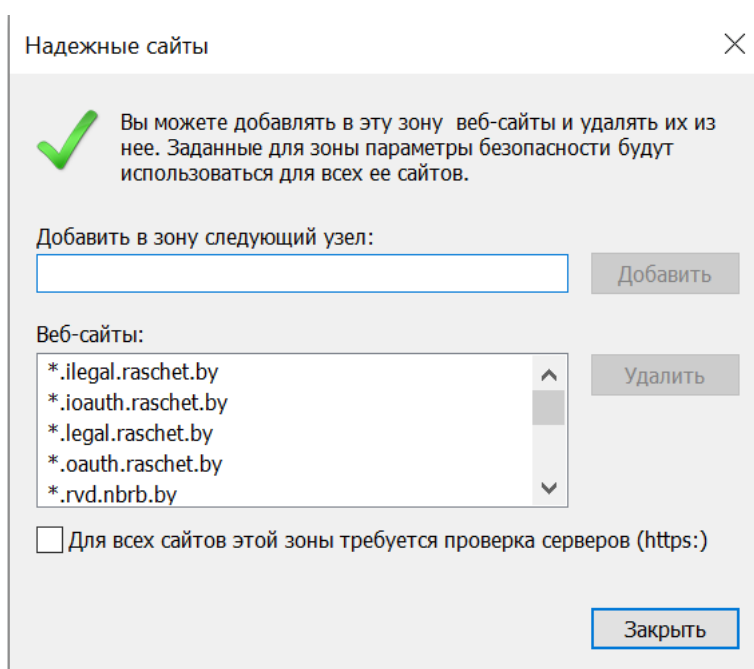 Надежные сайты
Вы можете добавлять в эту зону веб-сайты и удалять их из
нее. Заданные для зоны параметры безопасности будут
использоваться для всех ее сайтов.
Добавить в зону следующий узел:
Добавить
Веб-сайты:
*.ilegal.raschet.by
*.ioauth.raschet.by
*.legal.raschet.by
*.oauth.raschet.by
*.rvd.nbrb.by
Удалить
Для всех сайтов этой зоны требуется проверка серверов (https:)
Закрыть